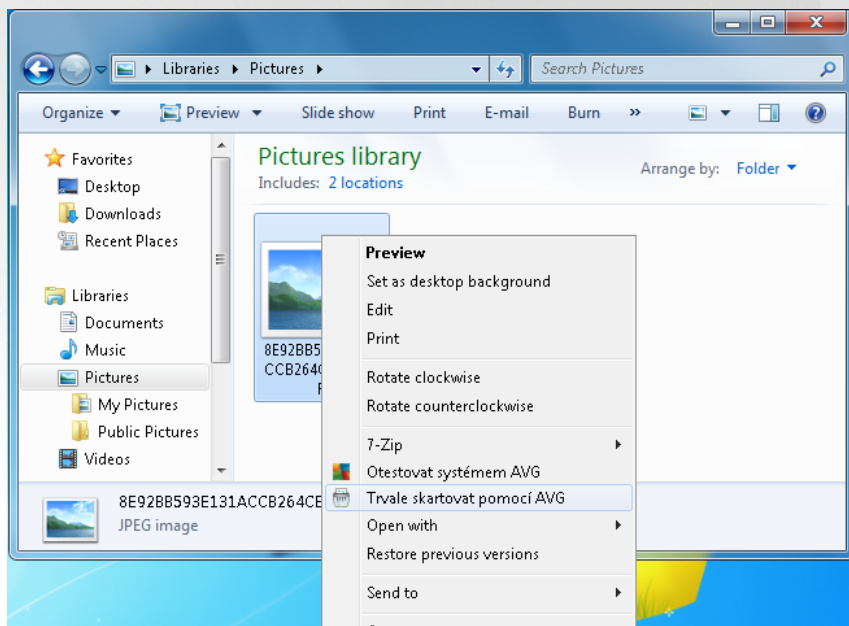 Libraries Pictures
Search Pictures
Organize Preview Slide show Print E-mail Burn »
Favorites
Desktop
Downloads
Recent Places
Libraries
Documents
Music
Pictures
My Pictures
Public Pictures
Videos
Pictures library
Includes: 2 locations
Arrange by: Folder
8E92BB5
CCB264
Preview
Set as desktop background
Edit
Print
Rotate clockwise
Rotate counterclockwise
7-Zip
Otestovat systémem AVG
Trvale skartovat pomocí AVG
Open with
Restore previous versions
Send to
8E92BB593E131ACCB264CE
JPEG image